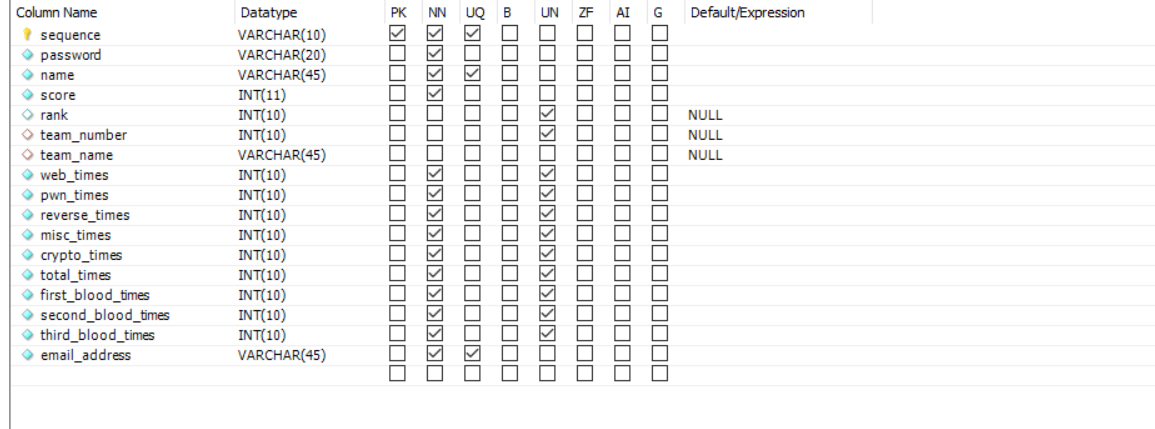 Column Name Datatype PK NN UQ B UN ZF AI G Default/Expression
sequence VARCHAR(10)
password VARCHAR(20)
name VARCHAR(45)
score INT(11)
rank INT(10) NULL
team_number INT(10) NULL
team_name VARCHAR(45) NULL
web_times INT(10)
pwn_times INT(10)
reverse_times INT(10)
misc_times INT(10)
crypto_times INT(10)
total_times INT(10)
first_blood_times INT(10)
second_blood_times INT(10)
third_blood_times INT(10)
email_address VARCHAR(45)